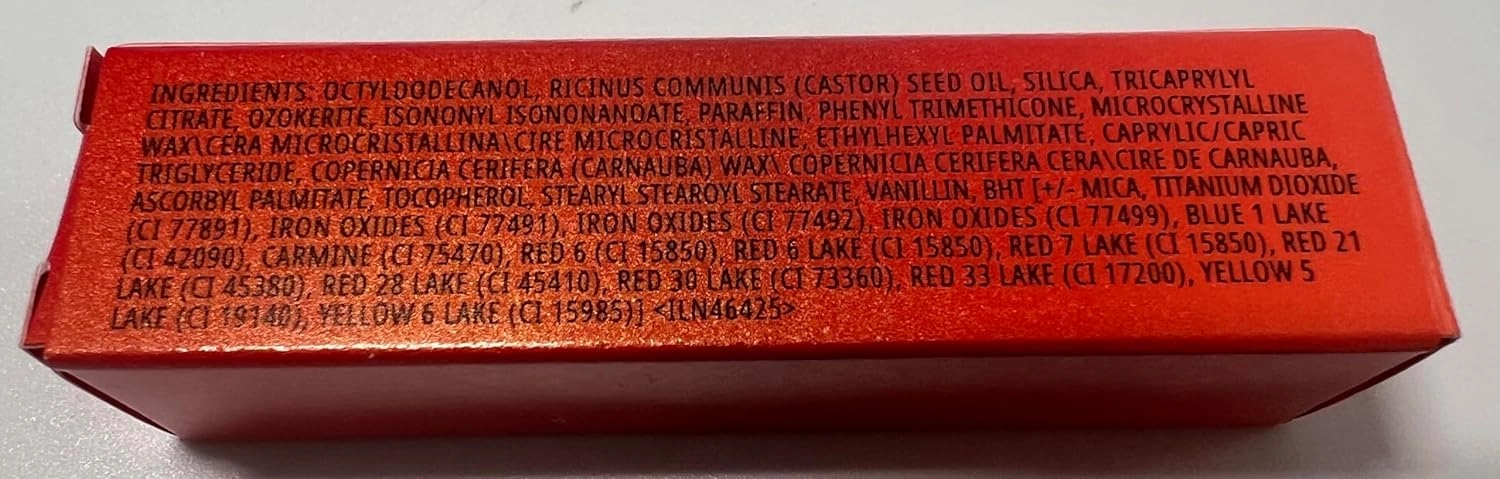 INGREDIENTS: OCTYLDODECANOL, RICINUS COMMUNIS (CASTOR) SEED OIL, SILICA, TRICAPRYLYL
CITRATE, OZOKERITE, ISONONYL ISONONANOATE, PARAFFIN, PHENYL TRIMETHICONE, MICROCRYSTALLINE
WAX\CERA MICROCRISTALLINA\CIRE MICROCRISTALLINE, ETHYLHEXYL PALMITATE, CAPRYLIC/CAPRIC
TRIGLYCERIDE, COPERNICIA CERIFERA (CARNAUBA) WAX\ COPERNICIA CERIFERA CERA\CIRE DE CARNAUBA,
ASCORBYL PALMITATE, TOCOPHEROL, STEARYL STEAROYL STEARATE, VANILLIN, BHT [+/- MICA, TITANIUM DIOXIDE
(CI 77891), IRON OXIDES (CI 77491), IRON OXIDES (CI 77492), IRON OXIDES (CI 77499), BLUE 1 LAKE
(CI 42090), CARMINE (CI 75470), RED 6 (CI 15850), RED 6 LAKE (CI 15850), RED 7 LAKE (CI 15850), RED 21
LAKE (CI 45380), RED 28 LAKE (CI 45410), RED 30 LAKE (CI 73360), RED 33 LAKE (CI 17200), YELLOW 5
LAKE (CI 19140), YELLOW 6 LAKE (CI 15985)] <ILN46425>